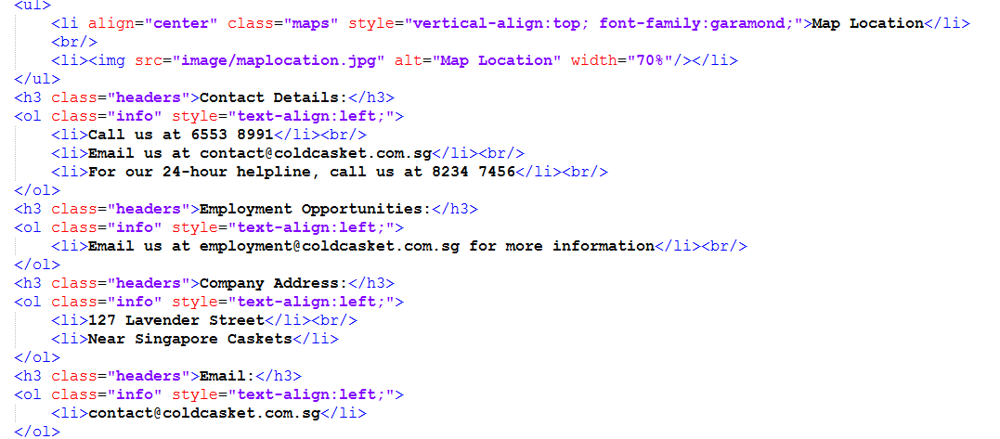 <ul>
    <li align="center" class="maps" style="vertical-align:top; font-family:garamond;">Map Location</li>
    <br/>
    <li><img src="image/maplocation.jpg" alt="Map Location" width="70%"/></li>
</ul>
<h3 class="headers">Contact Details:</h3>
<ol class="info" style="text-align:left;">
    <li>Call us at 6553 8991</li><br/>
    <li>Email us at contact@coldcasket.com.sg</li><br/>
    <li>For our 24-hour helpline, call us at 8234 7456</li><br/>
</ol>
<h3 class="headers">Employment Opportunities:</h3>
<ol class="info" style="text-align:left;">
    <li>Email us at employment@coldcasket.com.sg for more information</li><br/>
</ol>
<h3 class="headers">Company Address:</h3>
<ol class="info" style="text-align:left;">
    <li>127 Lavender Street</li><br/>
    <li>Near Singapore Caskets</li>
</ol>
<h3 class="headers">Email:</h3>
<ol class="info" style="text-align:left;">
    <li>contact@coldcasket.com.sg</li>
</ol>